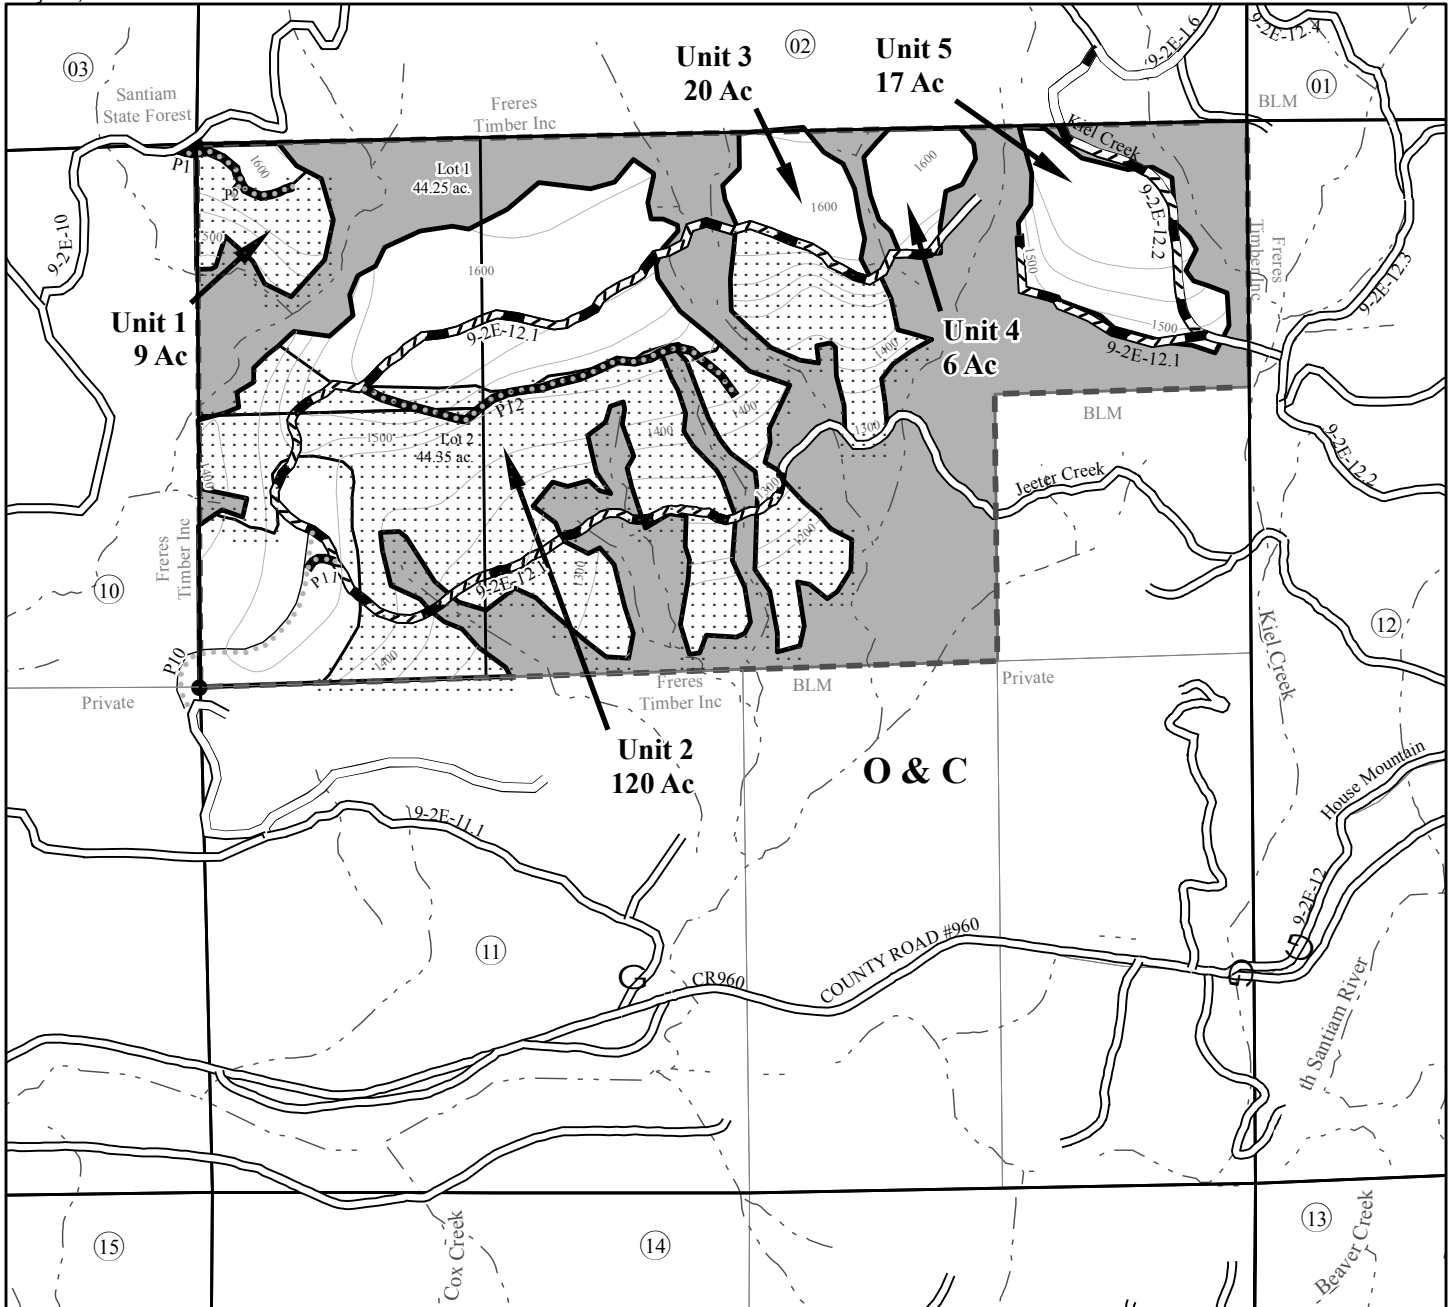 03
Santiam
State Forest
Freres
Timber Inc
02
Unit 3
20 Ac
Unit 5
17 Ac
9-2E-1.6
9-2E-12.4
01
BLM
Kiel Creek
P1
P2
1600
1500
Lot 1
44.25 ac.
1600
1600
1600
9-2E-10
9-2E-12.2
1500
1500
Freres
Timber Inc
9-2E-12.3
Unit 1
9 Ac
9-2E-12.1
Unit 4
6 Ac
9-2E-12.1
1400
P12
1400
1400
1300
BLM
1500
Lot 2
44.35 ac.
1400
9-2E-12.2
Jeeter Creek
1300
1200
Freres
Timber Inc
10
P11
9-2E-12.1
1300
12
Kiel Creek
P10
1400
Private
Freres
Timber Inc
BLM
Private
Unit 2
120 Ac
O & C
House Mountain
9-2E-11.1
9-2E-12
11
G
G
G
CR960
COUNTY ROAD #960
th Santiam River
15
Cox Creek
14
13
Beaver Creek